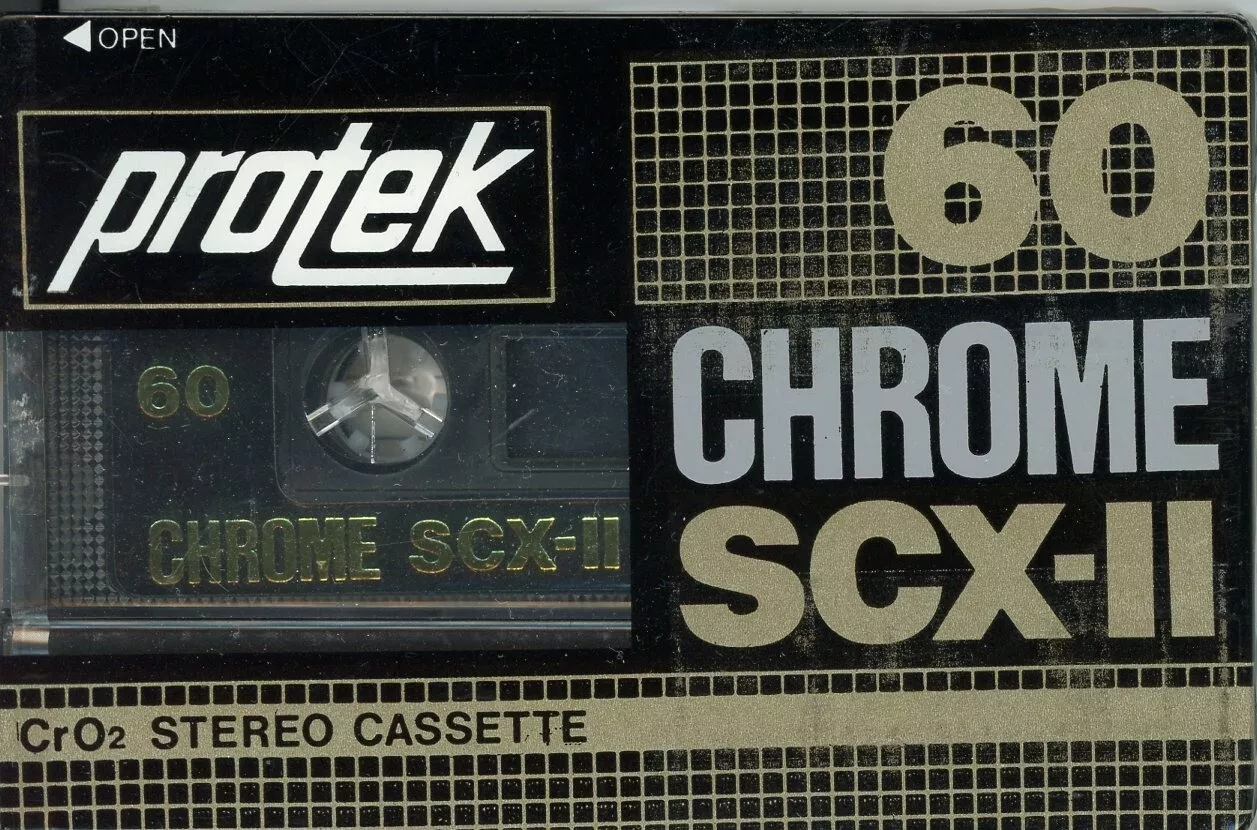 OPEN
protek
60
CHROME
SCX-II
60
CHROME SCX-II
CrO₂ STEREO CASSETTE